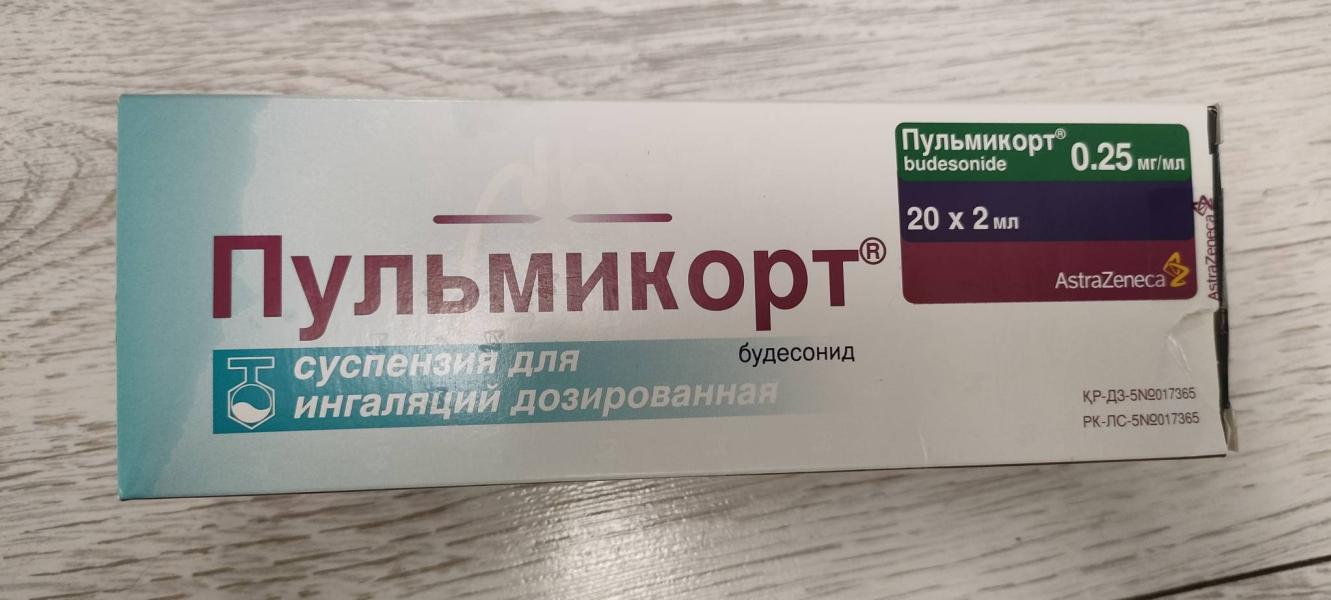 Пульмикорт®
суспензия для
ингаляций дозированная
будесонид
Пульмикорт®
budesonide
0.25 мг/мл
20 x 2 мл
AstraZeneca
AstraZeneca
ҚР-ДЗ-5№017365
РК-ЛС-5№017365